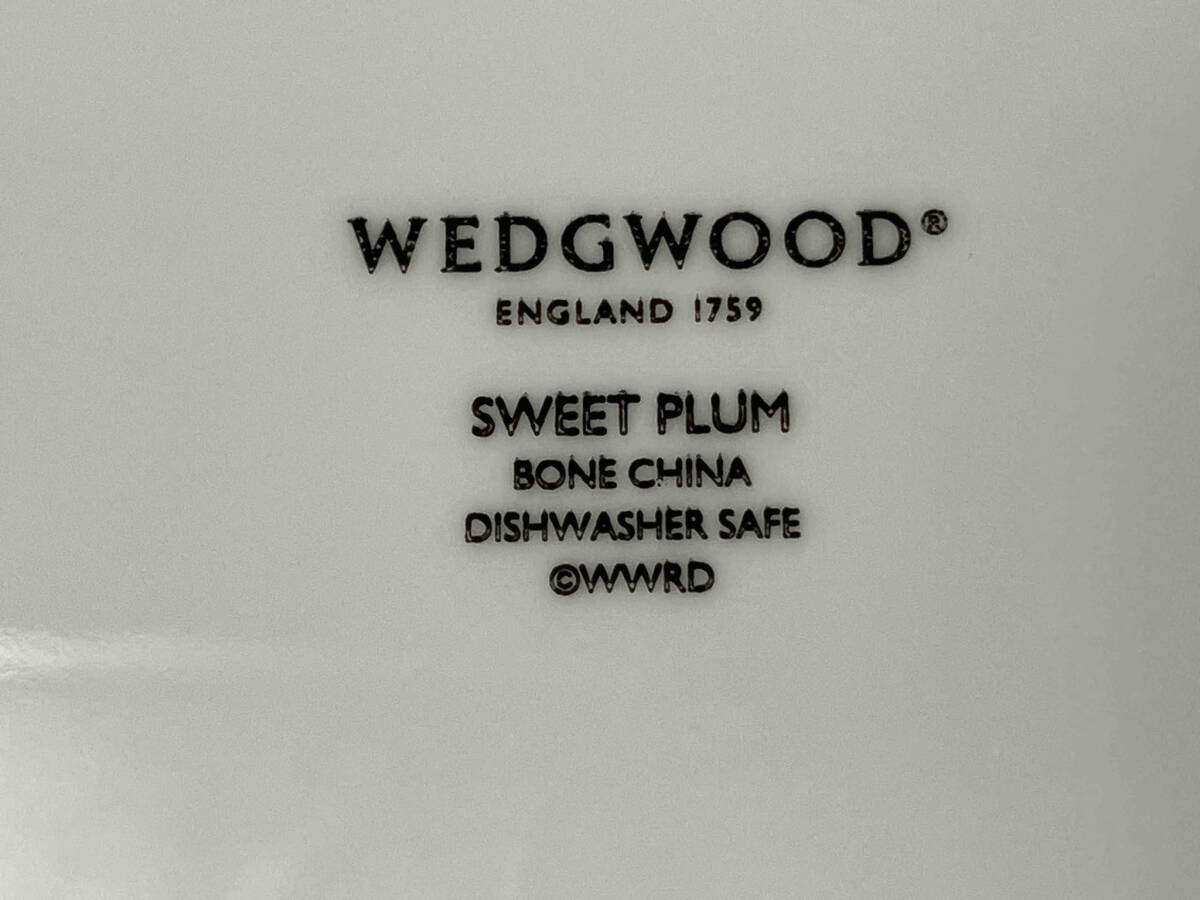 WEDGWOOD®
ENGLAND 1759
SWEET PLUM
BONE CHINA
DISHWASHER SAFE
©WWRD